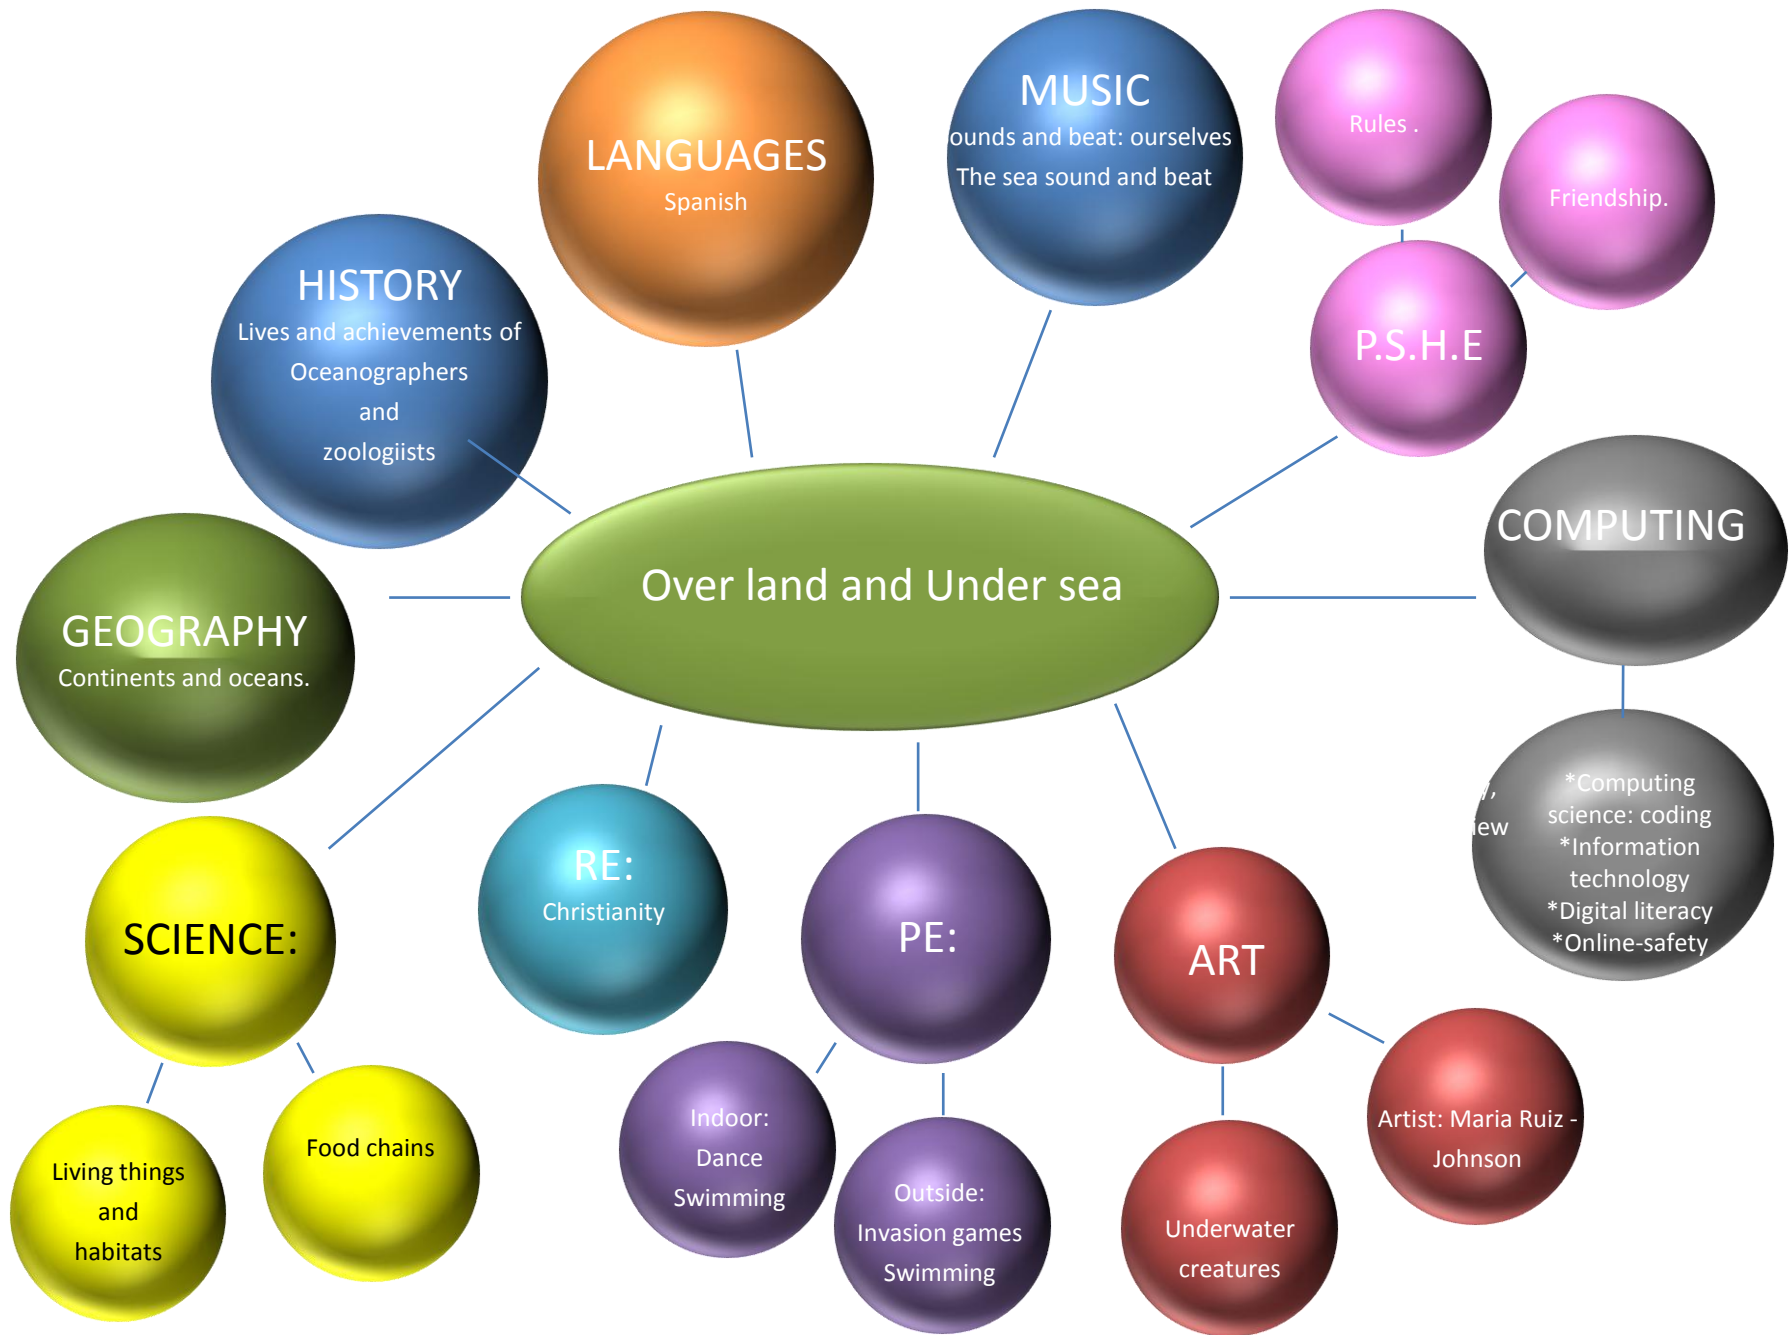 LANGUAGES
Spanish
MUSIC
ounds and beat: ourselves
The sea sound and beat
Rules .
Friendship.
P.S.H.E
HISTORY
Lives and achievements of
Oceanographers
and
zoologiists
COMPUTING
Over land and Under sea
GEOGRAPHY
Continents and oceans.
*Computing
science: coding
*Information
technology
*Digital literacy
*Online-safety
iew
SCIENCE:
Living things
and
habitats
Food chains
RE:
Christianity
PE:
Indoor:
Dance
Swimming
Outside:
Invasion games
Swimming
ART
Underwater
creatures
Artist: Maria Ruiz -
Johnson